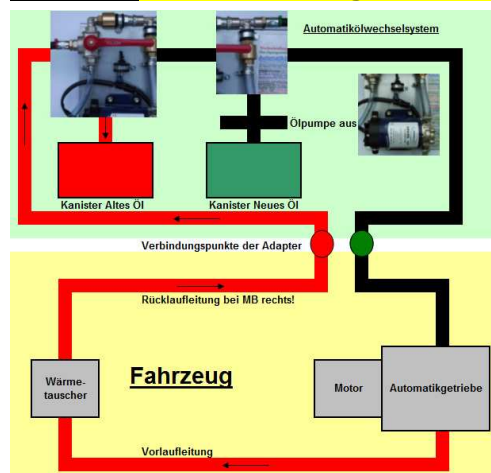 Automatikölwechselsystem
Ölpumpe aus
Kanister Altes Öl
Kanister Neues Öl
Verbindungspunkte der Adapter
Rücklaufleitung bei MB rechts!
Wärme-
tauscher
Fahrzeug
Motor
Automatikgetriebe
Vorlaufleitung